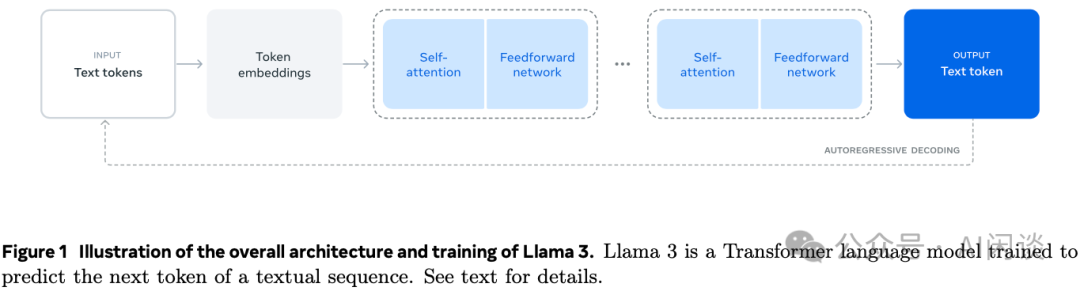 INPUT
Text tokens
Token
embeddings
Self-
attention
Feedforward
network
...
Self-
attention
Feedforward
network
OUTPUT
Text token
AUTOREGRESSIVE DECODING
Figure 1 Illustration of the overall architecture and training of Llama 3. Llama 3 is a Transformer language model trained to
predict the next token of a textual sequence. See text for details.
公众号 · AI闲谈